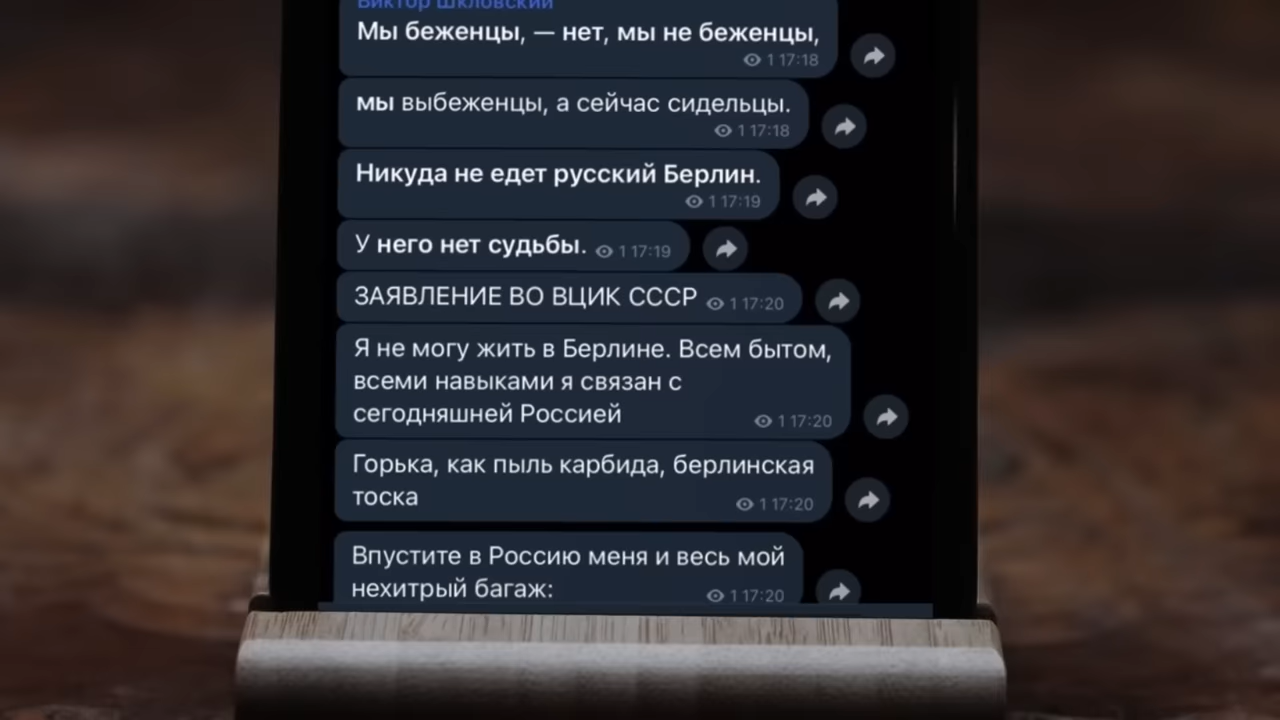 Виктор Шкловский
Мы беженцы, — нет, мы не беженцы,
1 17:18
мы выбеженцы, а сейчас сидельцы.
1 17:18
Никуда не едет русский Берлин.
1 17:19
У него нет судьбы. 1 17:19
ЗАЯВЛЕНИЕ ВО ВЦИК СССР 1 17:20
Я не могу жить в Берлине. Всем бытом,
всеми навыками я связан с
сегодняшней Россией 1 17:20
Горька, как пыль карбида, берлинская
тоска 1 17:20
Впустите в Россию меня и весь мой
нехитрый багаж: 1 17:20